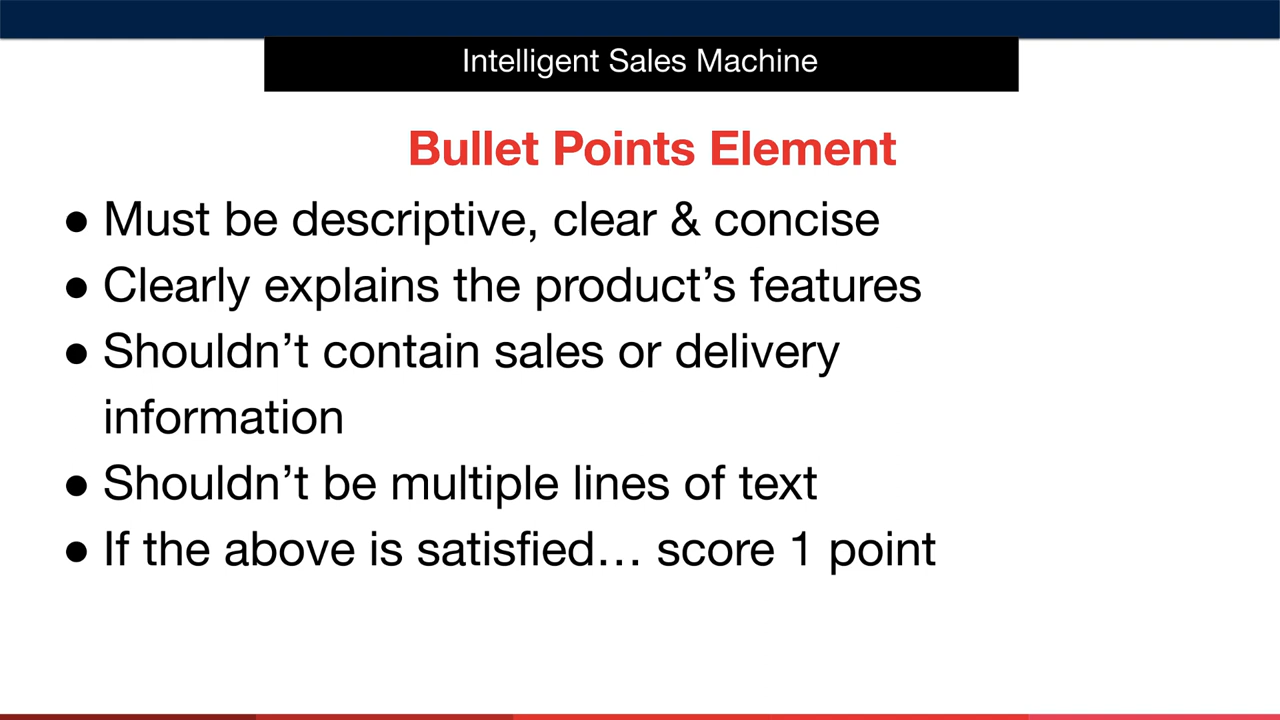 Intelligent Sales Machine
Bullet Points Element
● Must be descriptive, clear & concise
● Clearly explains the product’s features
● Shouldn’t contain sales or delivery
information
● Shouldn’t be multiple lines of text
● If the above is satisfied… score 1 point